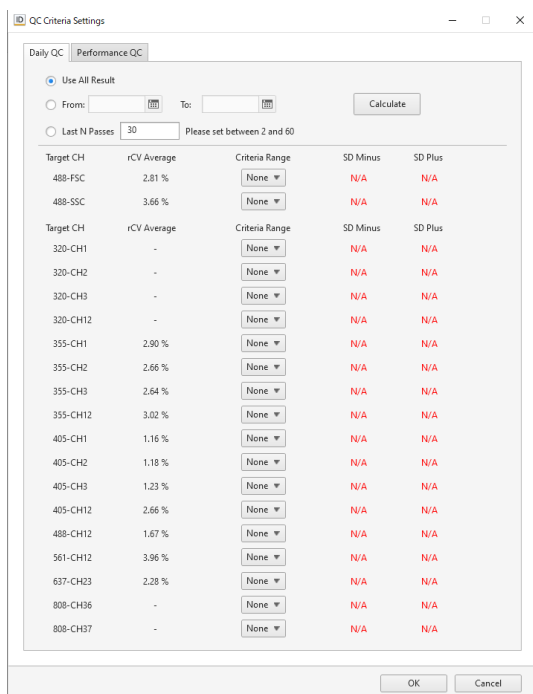 ID QC Criteria Settings
Daily QC Performance QC
Use All Result
From: To: Calculate
Last N Passes 30 Please set between 2 and 60
Target CH rCV Average Criteria Range SD Minus SD Plus
488-FSC 2.81 % None N/A N/A
488-SSC 3.66 % None N/A N/A
Target CH rCV Average Criteria Range SD Minus SD Plus
320-CH1 - None N/A N/A
320-CH2 - None N/A N/A
320-CH3 - None N/A N/A
320-CH12 - None N/A N/A
355-CH1 2.90 % None N/A N/A
355-CH2 2.66 % None N/A N/A
355-CH3 2.64 % None N/A N/A
355-CH12 3.02 % None N/A N/A
405-CH1 1.16 % None N/A N/A
405-CH2 1.18 % None N/A N/A
405-CH3 1.23 % None N/A N/A
405-CH12 2.66 % None N/A N/A
488-CH12 1.67 % None N/A N/A
561-CH12 3.96 % None N/A N/A
637-CH23 2.28 % None N/A N/A
808-CH36 - None N/A N/A
808-CH37 - None N/A N/A
OK Cancel